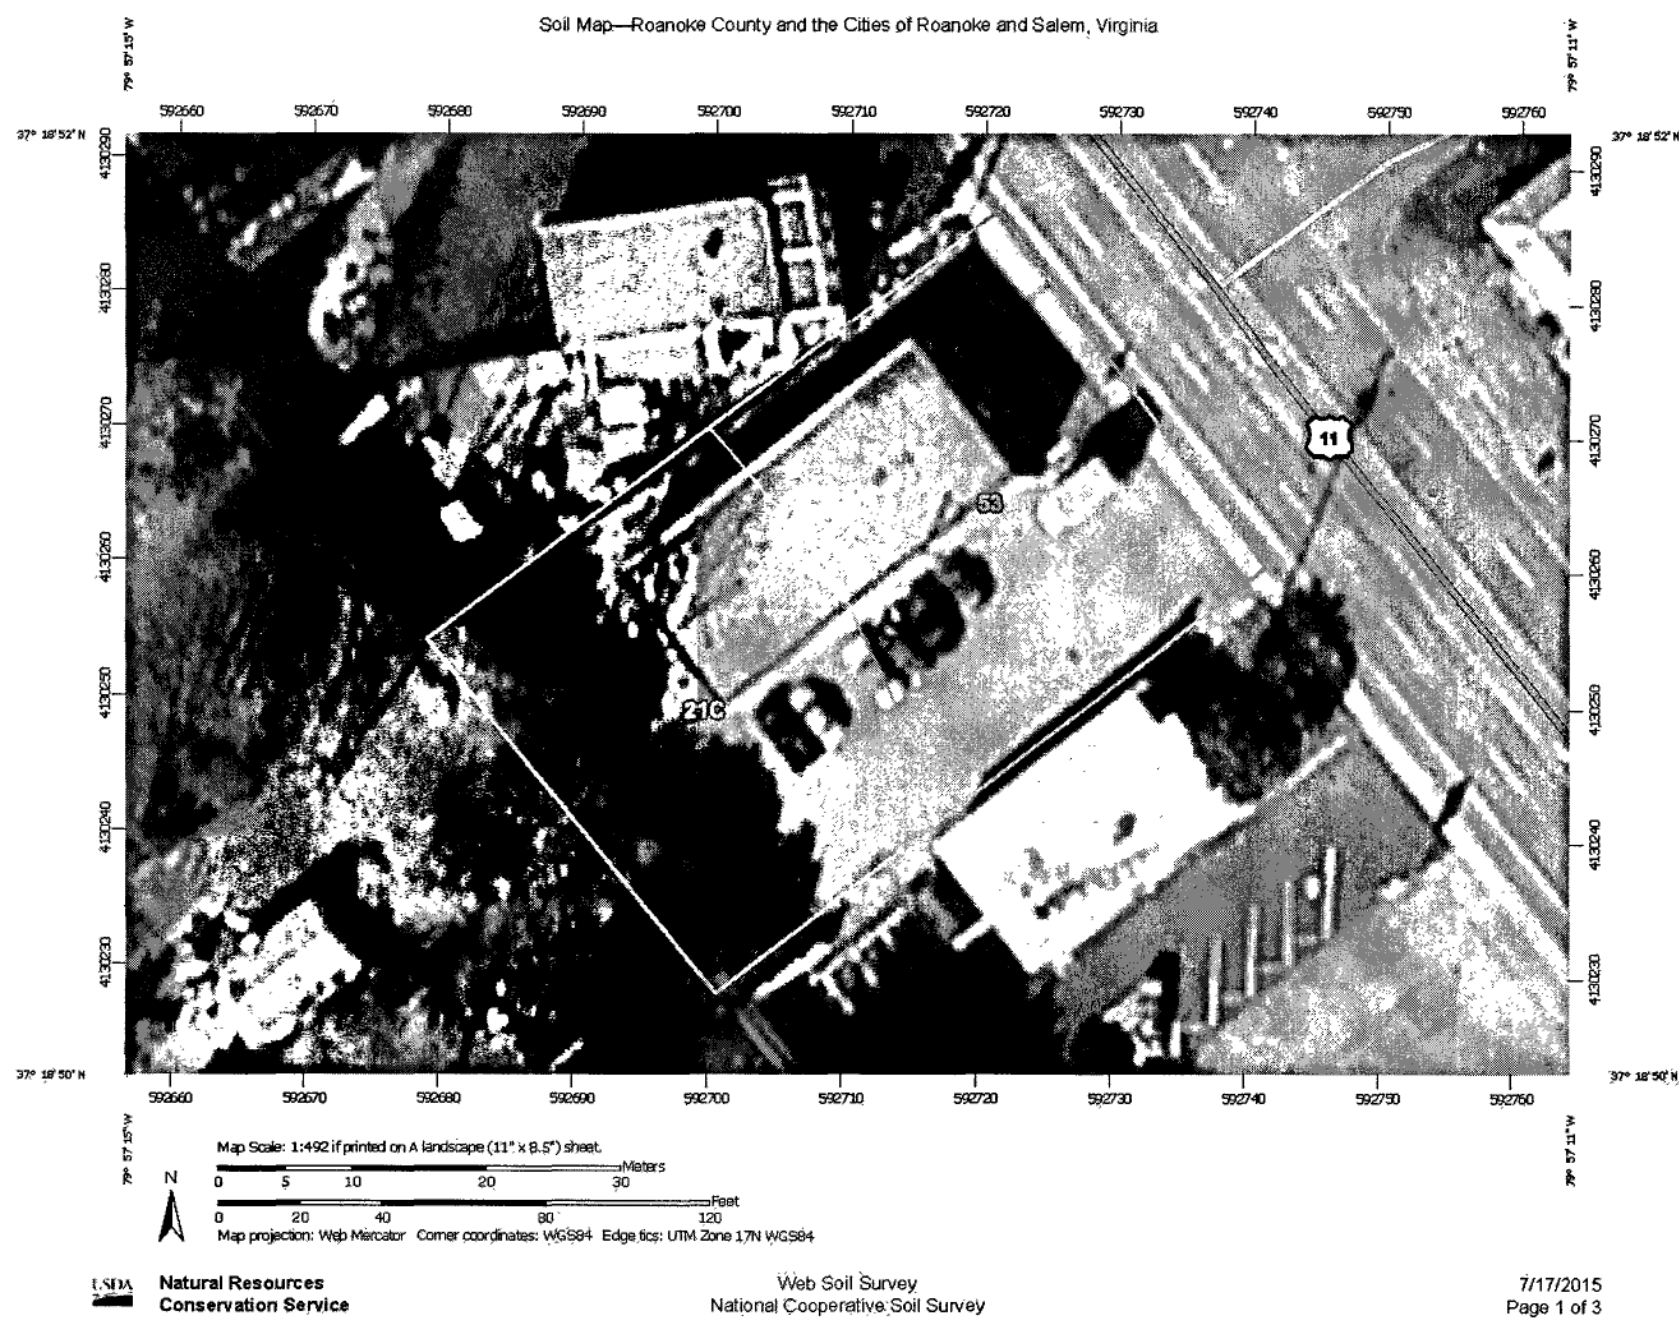 Soil Map—Roanoke County and the Cities of Roanoke and Salem, Virginia
79° 57' 15" W
79° 57' 11" W
592660 592670 592680 592690 592700 592710 592720 592730 592740 592750 592760
37° 18' 52" N
37° 18' 52" N
4130290
4130290
4130280
4130280
4130270
4130270
11
53
4130260
4130260
4130250
4130250
21C
4130240
4130240
4130230
4130230
37° 18' 50" N
37° 18' 50" N
592660 592670 592680 592690 592700 592710 592720 592730 592740 592750 592760
79° 57' 15" W
79° 57' 11" W
Map Scale: 1:492 if printed on A landscape (11" x 8.5") sheet.
N
Meters
0 5 10 20 30
Feet
0 20 40 80 120
Map projection: Web Mercator Corner coordinates: WGS84 Edge tics: UTM Zone 17N WGS84
USDA
Natural Resources
Conservation Service
Web Soil Survey
National Cooperative Soil Survey
7/17/2015
Page 1 of 3